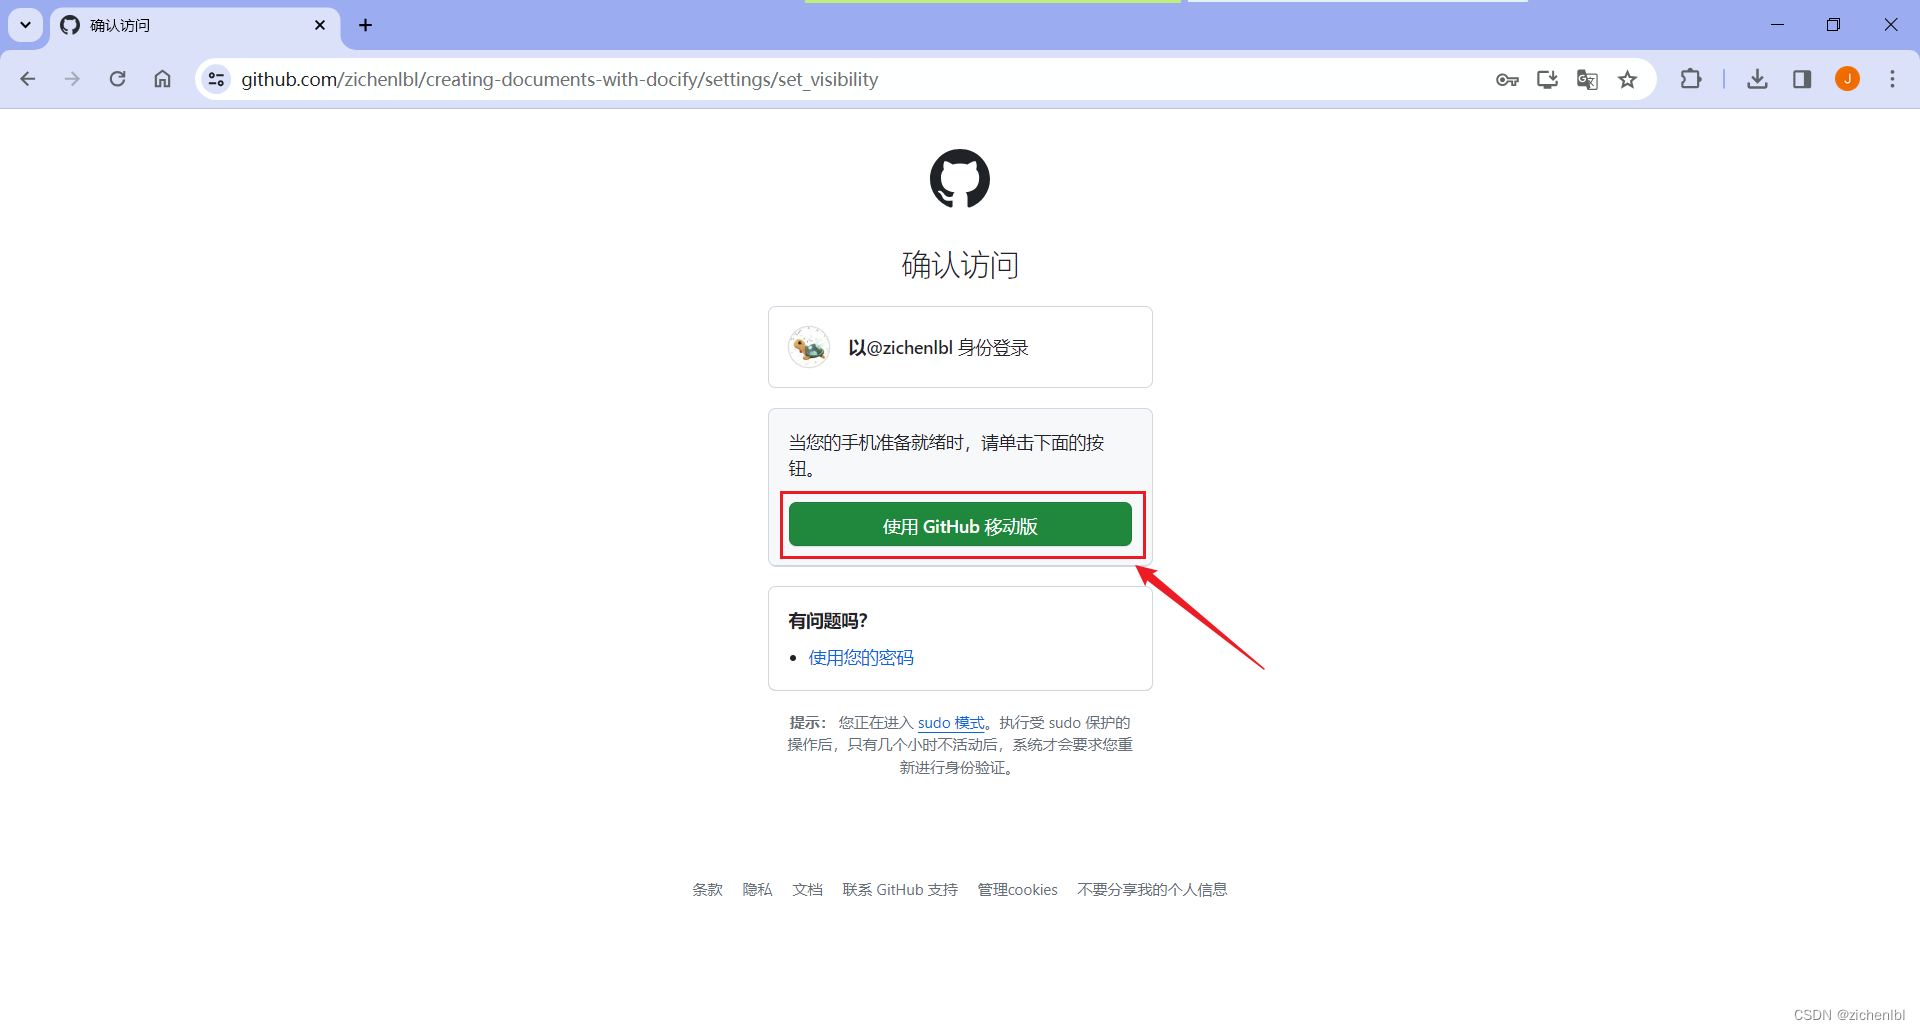 确认访问
github.com/zichenlbl/creating-documents-with-docify/settings/set_visibility
J
确认访问
以@zichenlbl 身份登录
当您的手机准备就绪时，请单击下面的按
钮。
使用 GitHub 移动版
有问题吗？
使用您的密码
提示： 您正在进入 sudo 模式。执行受 sudo 保护的
操作后，只有几个小时不活动后，系统才会要求您重
新进行身份验证。
条款 隐私 文档 联系 GitHub 支持 管理cookies 不要分享我的个人信息
CSDN @zichenlbl